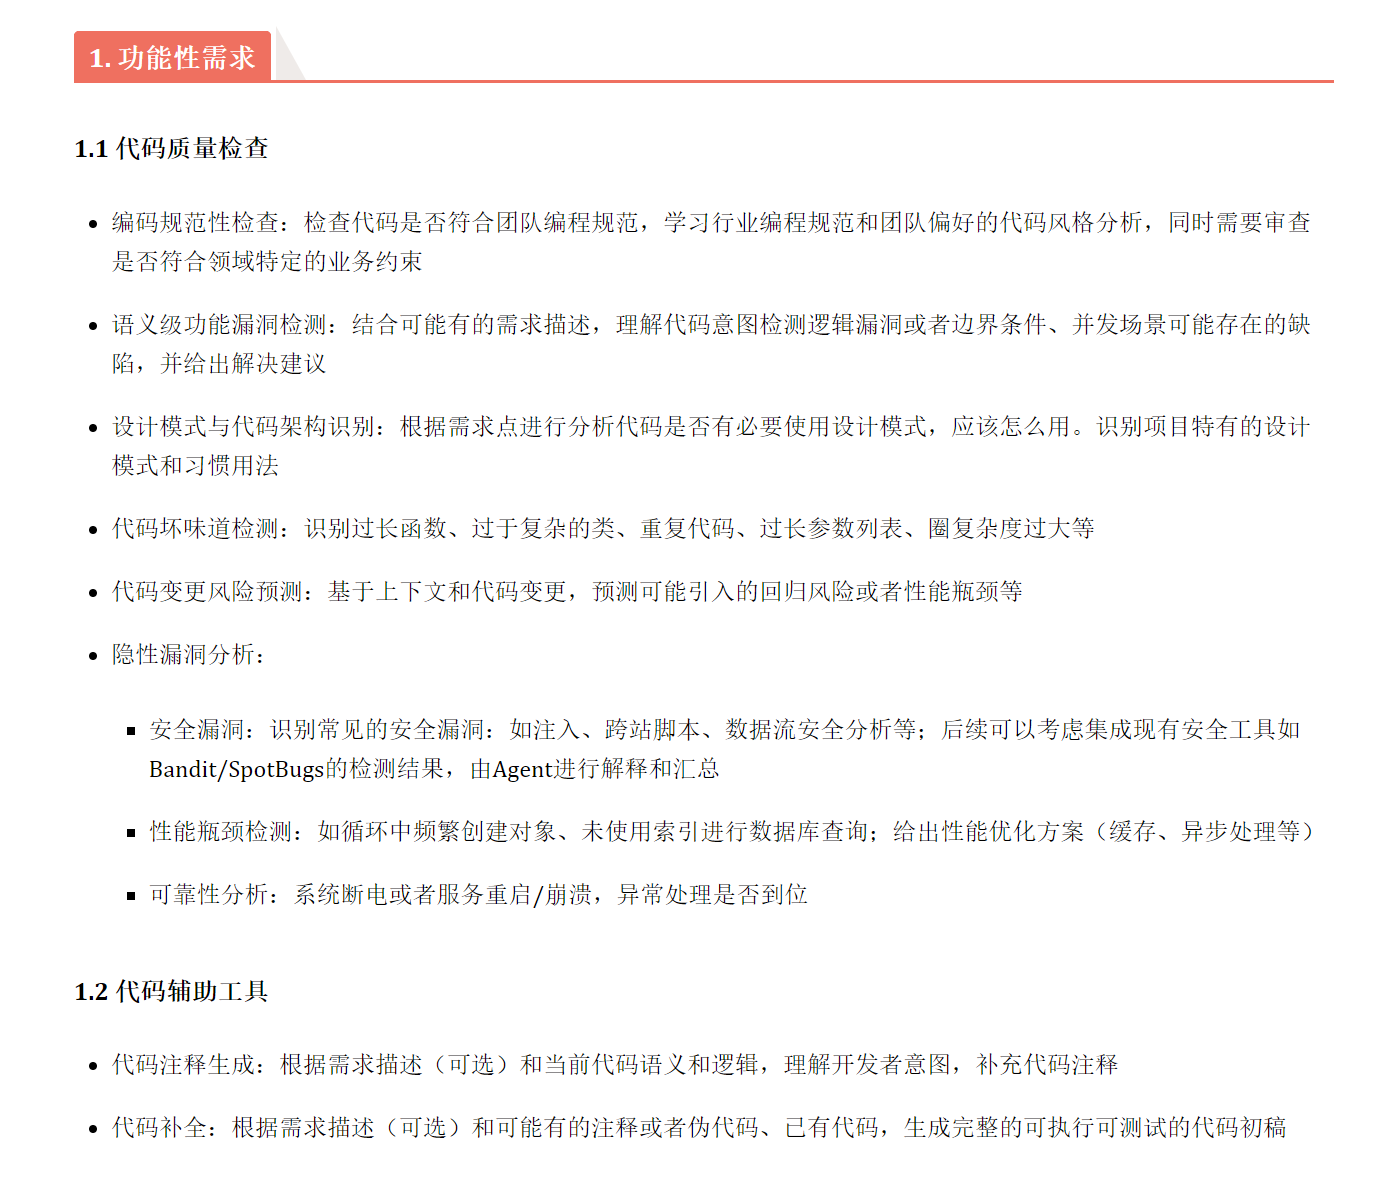 1. 功能性需求
1.1 代码质量检查
编码规范性检查：检查代码是否符合团队编程规范，学习行业编程规范和团队偏好的代码风格分析，同时需要审查
是否符合领域特定的业务约束
语义级功能漏洞检测：结合可能有的需求描述，理解代码意图检测逻辑漏洞或者边界条件、并发场景可能存在的缺
陷，并给出解决建议
设计模式与代码架构识别：根据需求点进行分析代码是否有必要使用设计模式，应该怎么用。识别项目特有的设计
模式和习惯用法
代码坏味道检测：识别过长函数、过于复杂的类、重复代码、过长参数列表、圈复杂度过大等
代码变更风险预测：基于上下文和代码变更，预测可能引入的回归风险或者性能瓶颈等
隐性漏洞分析：
安全漏洞：识别常见的安全漏洞：如注入、跨站脚本、数据流安全分析等；后续可以考虑集成现有安全工具如
Bandit/SpotBugs的检测结果，由Agent进行解释和汇总
性能瓶颈检测：如循环中频繁创建对象、未使用索引进行数据库查询；给出性能优化方案（缓存、异步处理等）
可靠性分析：系统断电或者服务重启/崩溃，异常处理是否到位
1.2 代码辅助工具
代码注释生成：根据需求描述（可选）和当前代码语义和逻辑，理解开发者意图，补充代码注释
代码补全：根据需求描述（可选）和可能有的注释或者伪代码、已有代码，生成完整的可执行可测试的代码初稿